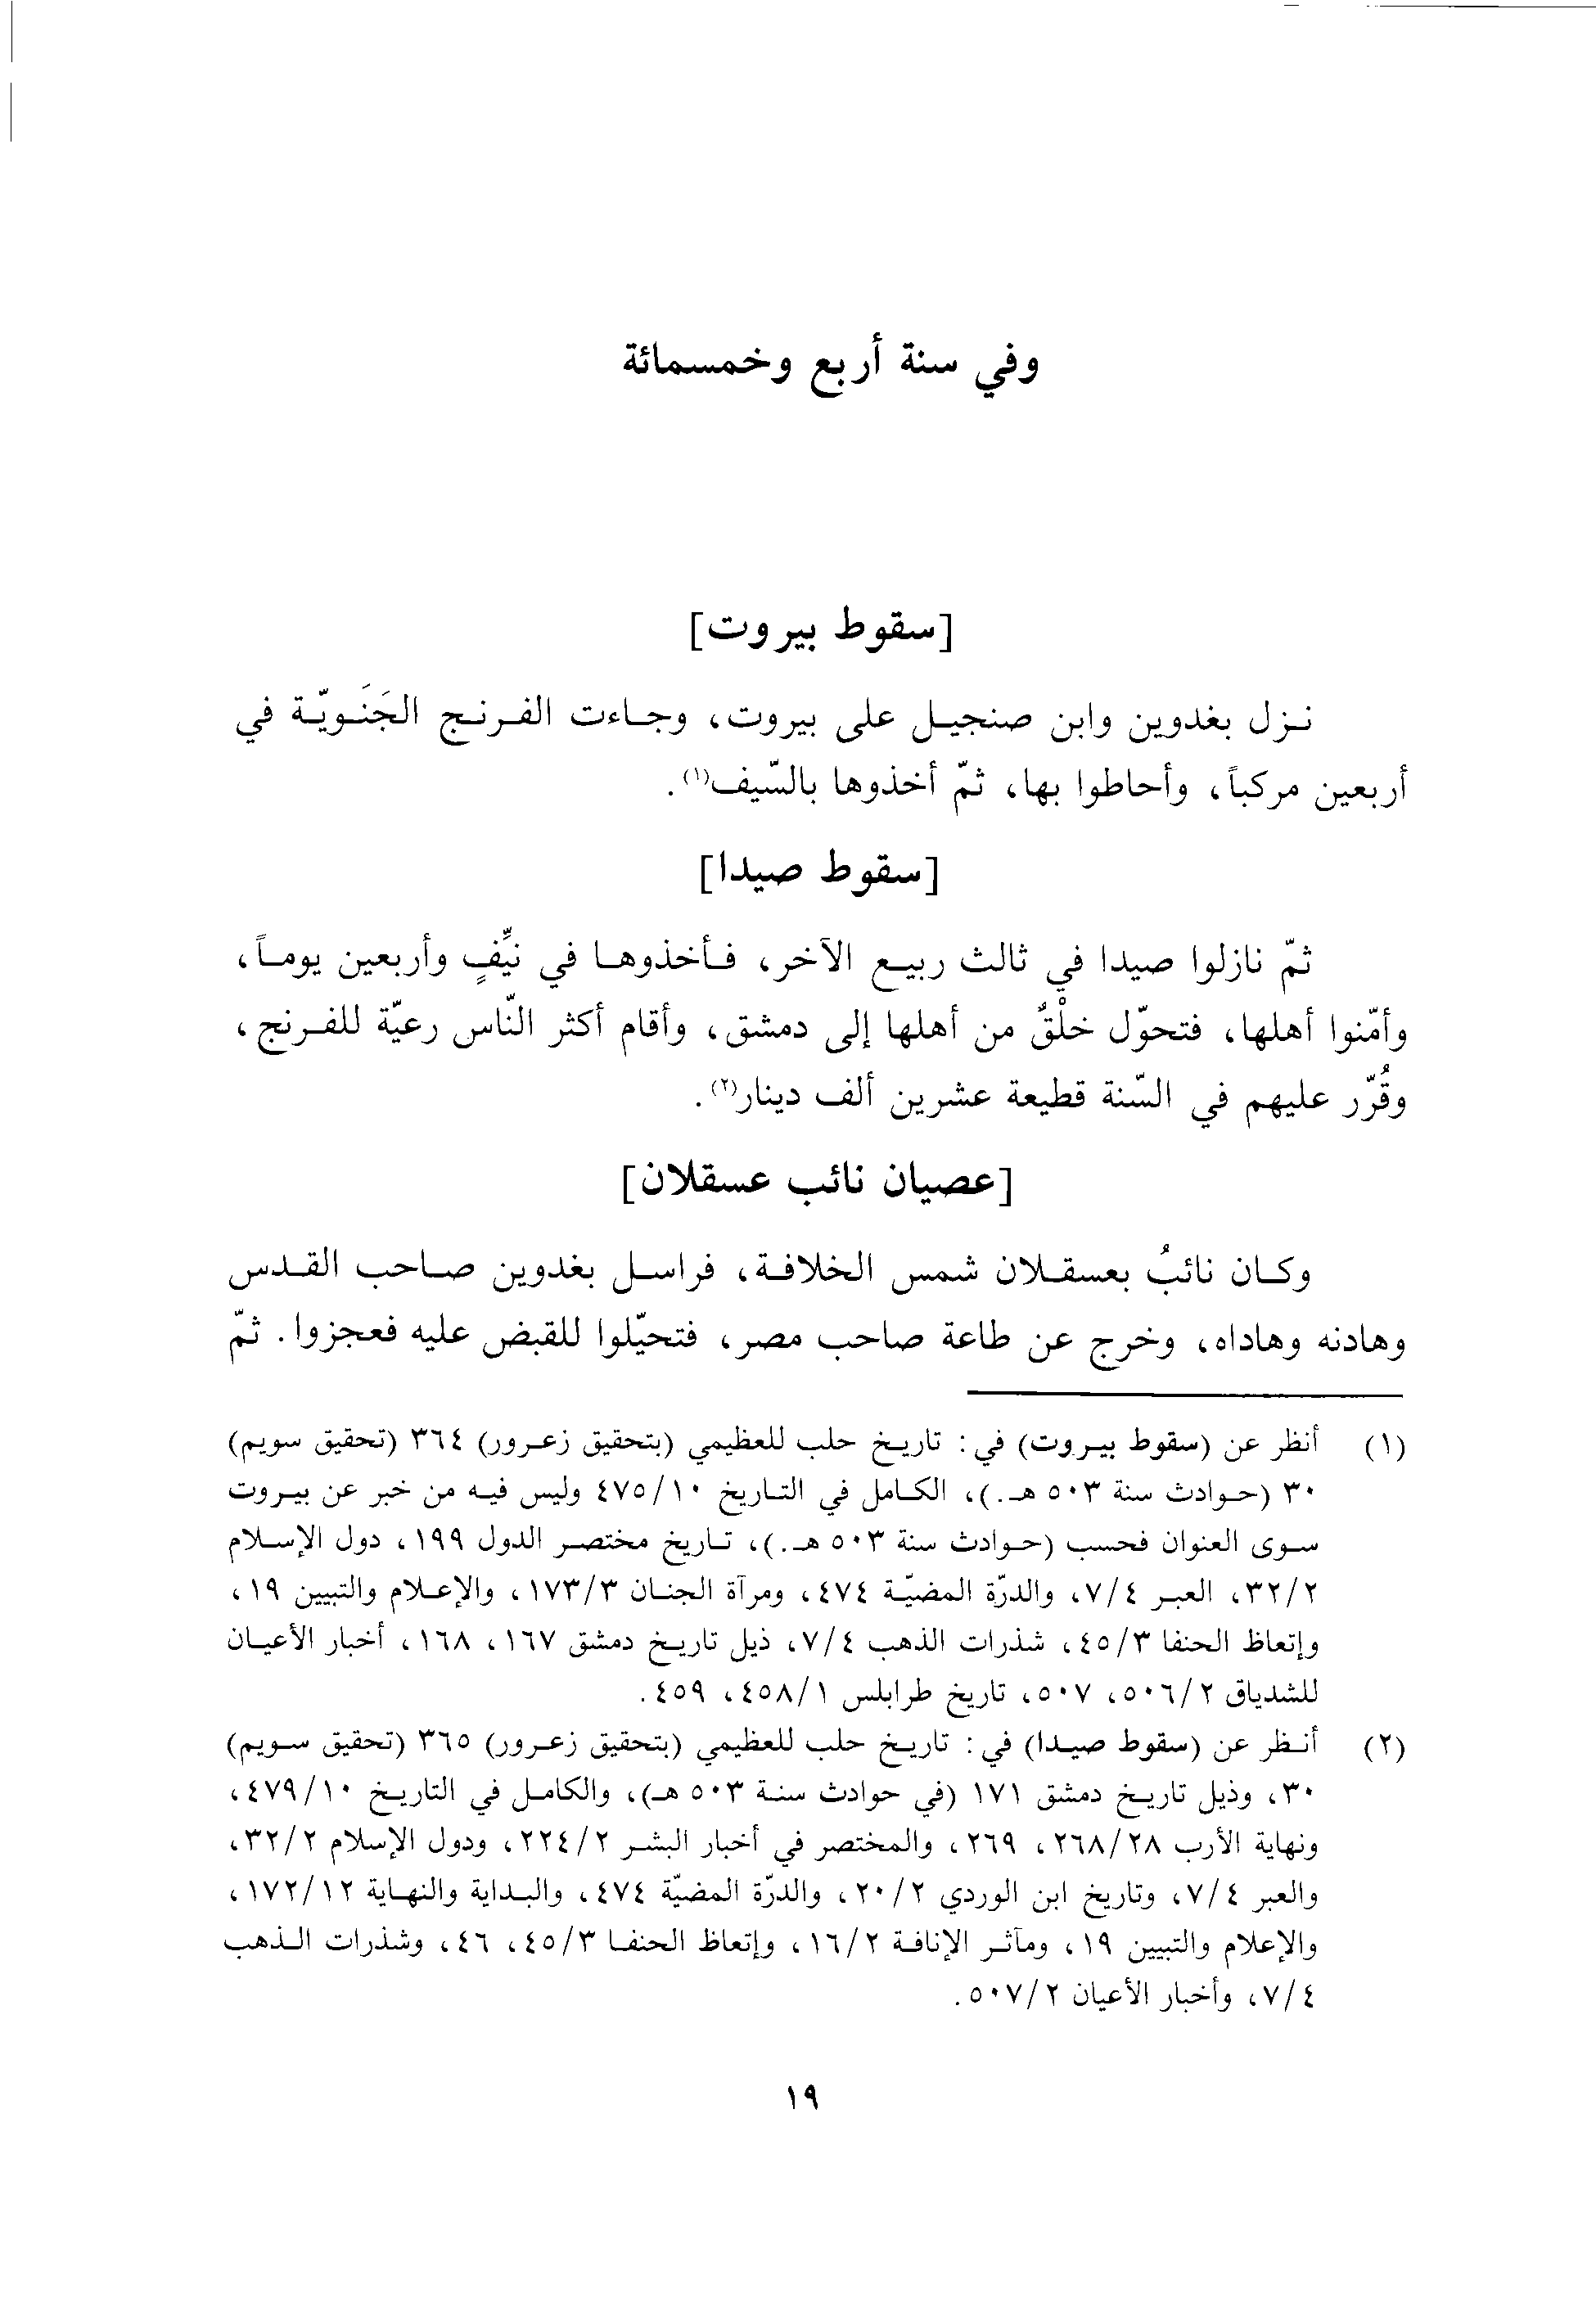 وفي سنة أربع وخمسمائة
[سقوط بيروت]
نزل بغدوين وابن صنجيل على بيروت، وجاءت الفرنج الجَنَويّة في
أربعين مركباً، وأحاطوا بها، ثمّ أخذوها بالسّيف(١).
[سقوط صيدا]
ثمّ نازلوا صيدا في ثالث ربيع الآخر، فأخذوها في نيِّفٍ وأربعين يوماً،
وأمّنوا أهلها، فتحوّل خلْقٌ من أهلها إلى دمشق، وأقام أكثر النّاس رعيّة للفرنج،
وقُرّر عليهم في السّنة قطيعة عشرين ألف دينار(٢).
[عصيان نائب عسقلان]
وكان نائبُ بعسقلان شمس الخلافة، فراسل بغدوين صاحب القدس
وهادنه وهاداه، وخرج عن طاعة صاحب مصر، فتحيّلوا للقبض عليه فعجزوا. ثمّ
(١) أنظر عن (سقوط بيروت) في: تاريخ حلب للعظيمي (بتحقيق زعرور) ٣٦٤ (تحقيق سويم)
٣٠ (حوادث سنة ٥٠٣ هـ.)، الكامل في التاريخ ٤٧٥/١٠ وليس فيه من خبر عن بيروت
سوى العنوان فحسب (حوادث سنة ٥٠٣ هـ.)، تاريخ مختصر الدول ١٩٩، دول الإسلام
٣٢/٢، العبر ٧/٤، والدرّة المضيّة ٤٧٤، ومرآة الجنان ١٧٣/٣، والإعلام والتبيين ١٩،
وإتعاظ الحنفا ٤٥/٣، شذرات الذهب ٧/٤، ذيل تاريخ دمشق ١٦٧، ١٦٨، أخبار الأعيان
للشدياق ٥٠٦/٢، ٥٠٧، تاريخ طرابلس ٤٥٨/١، ٤٥٩.
(٢) أنظر عن (سقوط صيدا) في: تاريخ حلب للعظيمي (بتحقيق زعرور) ٣٦٥ (تحقيق سويم)
٣٠، وذيل تاريخ دمشق ١٧١ (في حوادث سنة ٥٠٣ هـ)، والكامل في التاريخ ٤٧٩/١٠،
ونهاية الأرب ٢٦٨/٢٨، ٢٦٩، والمختصر في أخبار البشر ٢٢٤/٢، ودول الإسلام ٣٢/٢،
والعبر ٧/٤، وتاريخ ابن الوردي ٢٠/٢، والدرّة المضيّة ٤٧٤، والبداية والنهاية ١٧٢/١٢،
والإعلام والتبيين ١٩، ومآثر الإنافة ١٦/٢، وإتعاظ الحنفا ٤٥/٣، ٤٦، وشذرات الذهب
٧/٤، وأخبار الأعيان ٥٠٧/٢.
١٩